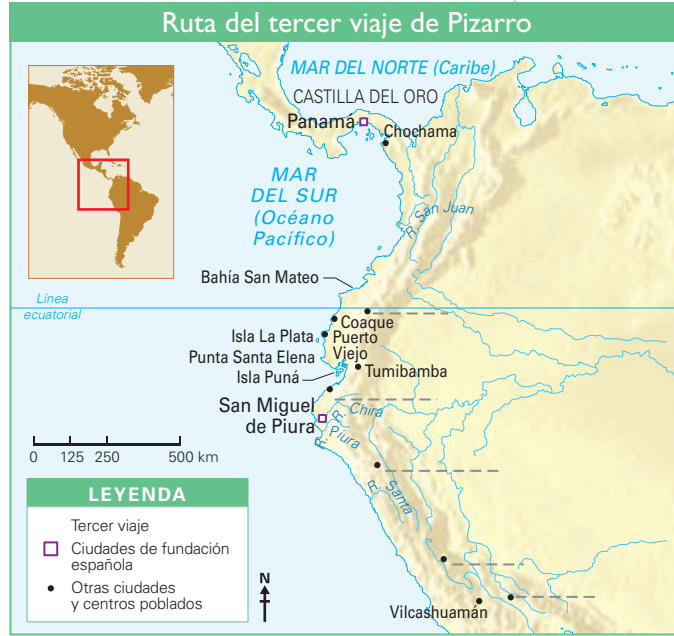 Ruta del tercer viaje de Pizarro
MAR DEL NORTE (Caribe)
CASTILLA DEL ORO
Panamá
Chochama
MAR
DEL SUR
(Océano
Pacífico)
R. San Juan
Bahía San Mateo
Línea
ecuatorial
Coaque
Isla La Plata
Puerto
Viejo
Punta Santa Elena
Isla Puná
Tumibamba
San Miguel
de Piura
R. Chira
R. Piura
R. Santa
0 125 250 500 km
LEYENDA
Tercer viaje
Ciudades de fundación
española
Otras ciudades
y centros poblados
N
Vilcashuamán